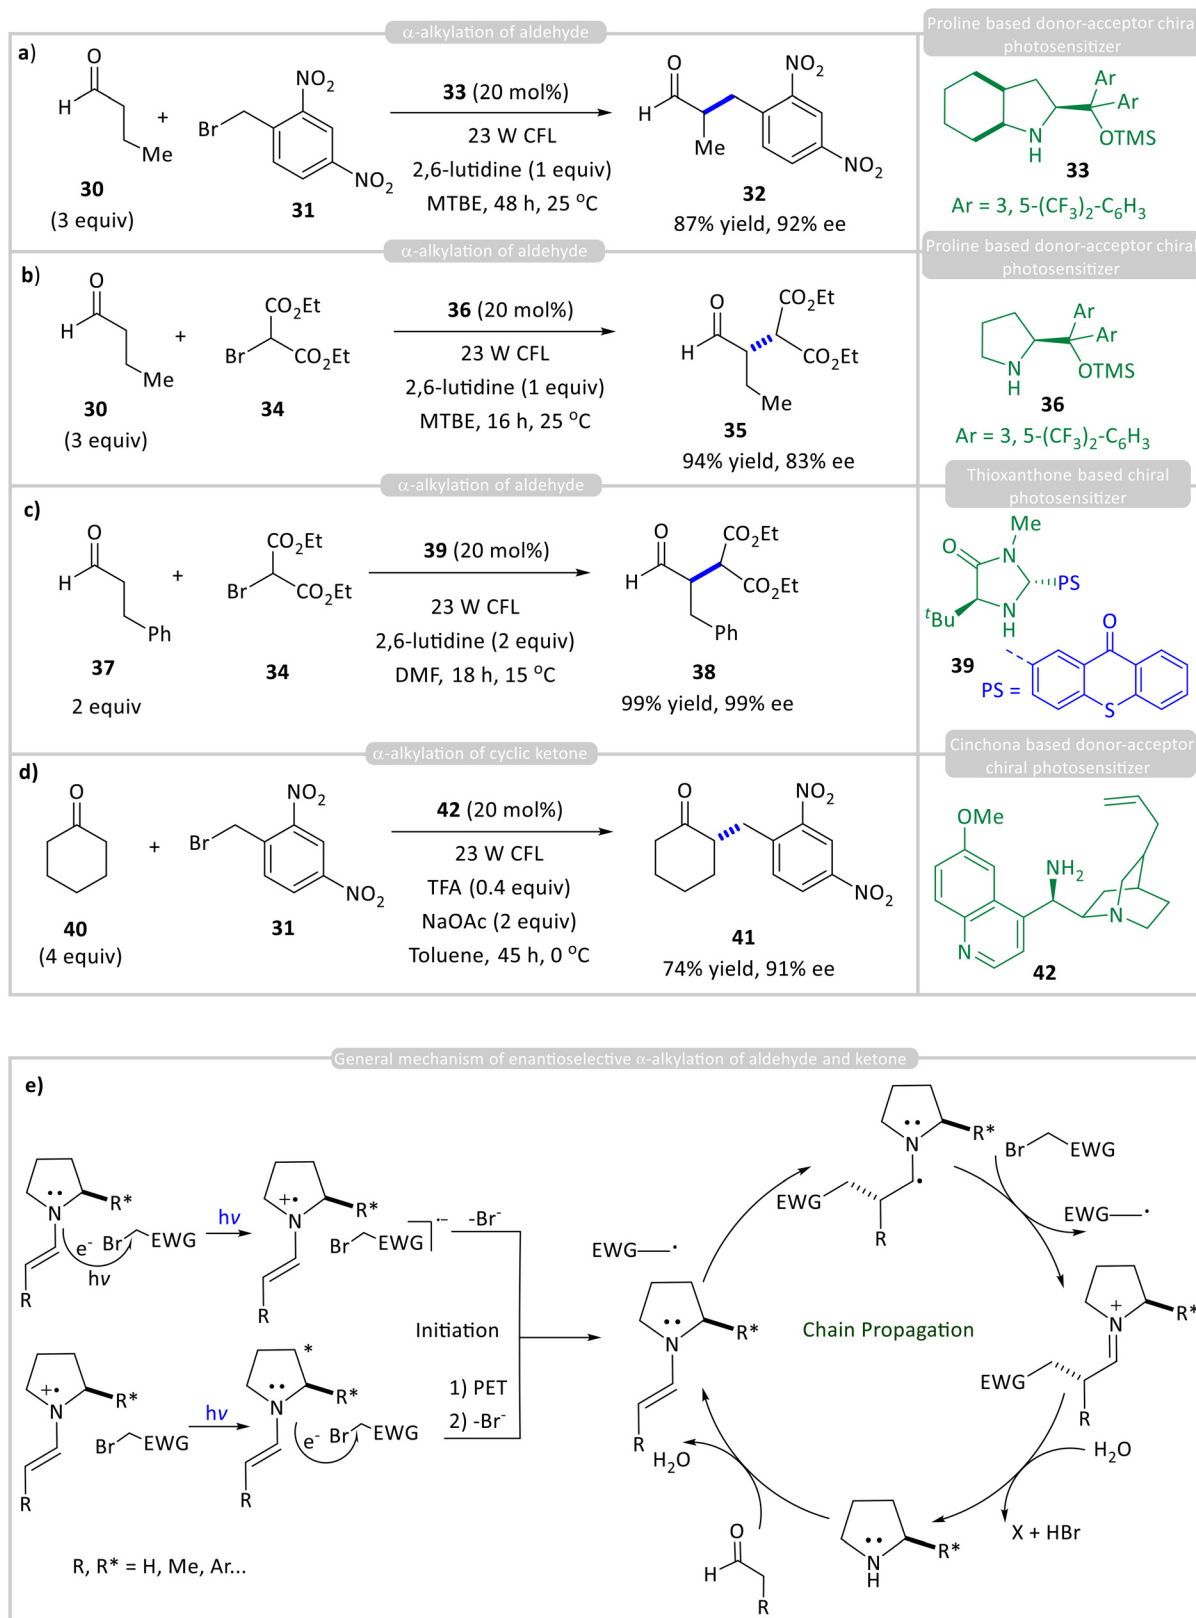 α-alkylation of aldehyde
Proline based donor-acceptor chiral
photosensitizer
a)
O
H
Me
30
(3 equiv)
+
Br
NO2
NO2
31
33 (20 mol%)
23 W CFL
2,6-lutidine (1 equiv)
MTBE, 48 h, 25 °C
O
H
Me
NO2
NO2
32
87% yield, 92% ee
Ar
Ar
N
H
OTMS
33
Ar = 3, 5-(CF3)2-C6H3
α-alkylation of aldehyde
Proline based donor-acceptor chiral
photosensitizer
b)
O
H
Me
30
(3 equiv)
+
CO2Et
Br
CO2Et
34
36 (20 mol%)
23 W CFL
2,6-lutidine (1 equiv)
MTBE, 16 h, 25 °C
O
CO2Et
H
CO2Et
Me
35
94% yield, 83% ee
Ar
Ar
N
H
OTMS
36
Ar = 3, 5-(CF3)2-C6H3
α-alkylation of aldehyde
Thioxanthone based chiral
photosensitizer
c)
O
H
Ph
37
2 equiv
+
CO2Et
Br
CO2Et
34
39 (20 mol%)
23 W CFL
2,6-lutidine (2 equiv)
DMF, 18 h, 15 °C
O
CO2Et
H
CO2Et
Ph
38
99% yield, 99% ee
Me
O
N
PS
tBu
N
H
39
O
PS =
S
α-alkylation of cyclic ketone
Cinchona based donor-acceptor
chiral photosensitizer
d)
O
40
(4 equiv)
+
Br
NO2
NO2
31
42 (20 mol%)
23 W CFL
TFA (0.4 equiv)
NaOAc (2 equiv)
Toluene, 45 h, 0 °C
O
NO2
NO2
41
74% yield, 91% ee
OMe
NH2
N
N
42
General mechanism of enantioselective α-alkylation of aldehyde and ketone
e)
N
R*
e- Br EWG
hν
R
hν
+•
N
R*
Br EWG
•-
R
-Br-
+•
N
R*
Br EWG
R
hν
*
N
R*
e- Br EWG
R
Initiation
1) PET
2) -Br-
R, R* = H, Me, Ar...
EWG
N
R*
R
Chain Propagation
N
R*
EWG
R
Br EWG
EWG
+
N
R*
EWG
R
H2O
X + HBr
N
H
R*
H2O
O
H
R